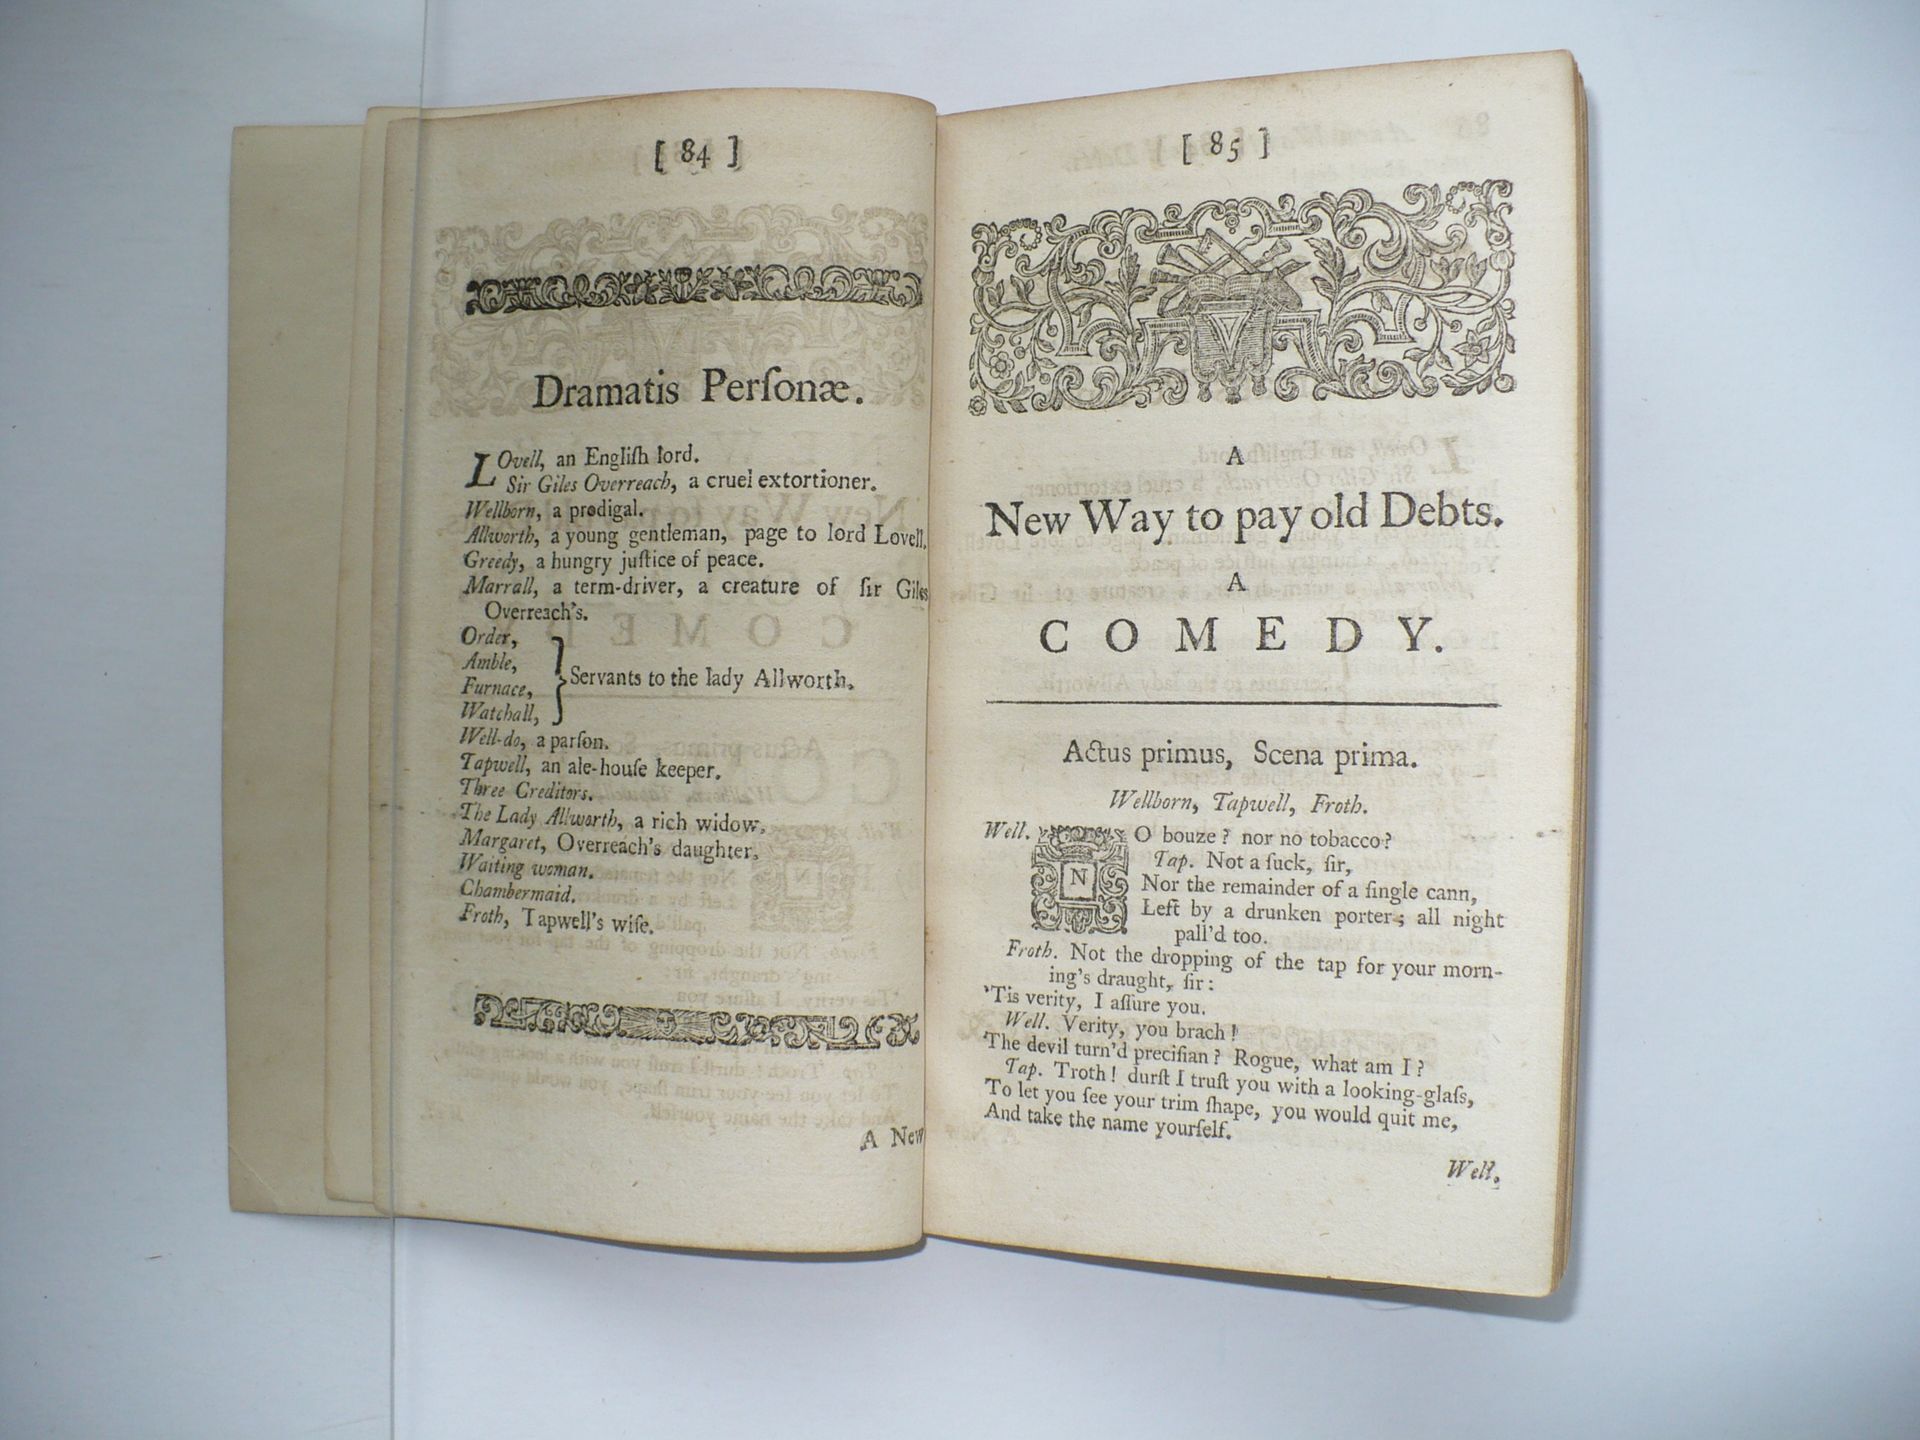 [ 84 ]
Dramatis Perſonæ.
LOvell, an Engliſh lord.
Sir Giles Overreach, a cruel extortioner.
Wellborn, a prodigal.
Allworth, a young gentleman, page to lord Lovell.
Greedy, a hungry juſtice of peace.
Marrall, a term-driver, a creature of ſir Giles
Overreach's.
Order,
Amble,
Furnace,
Watchall,
Servants to the lady Allworth.
Well-do, a parſon.
Tapwell, an ale-houſe keeper.
Three Creditors.
The Lady Allworth, a rich widow.
Margaret, Overreach's daughter.
Waiting woman.
Chambermaid.
Froth, Tapwell's wife.
A New
[ 85 ]
A
New Way to pay old Debts.
A
COMEDY.
Actus primus, Scena prima.
Wellborn, Tapwell, Froth.
Well. NO bouze? nor no tobacco?
Tap. Not a ſuck, ſir,
Nor the remainder of a ſingle cann,
Left by a drunken porter; all night
pall'd too.
Froth. Not the dropping of the tap for your morn-
ing's draught, ſir:
'Tis verity, I aſſure you.
Well. Verity, you brach!
The devil turn'd preciſian? Rogue, what am I?
Tap. Troth! durſt I truſt you with a looking-glaſs,
To let you ſee your trim ſhape, you would quit me,
And take the name yourſelf.
Well.